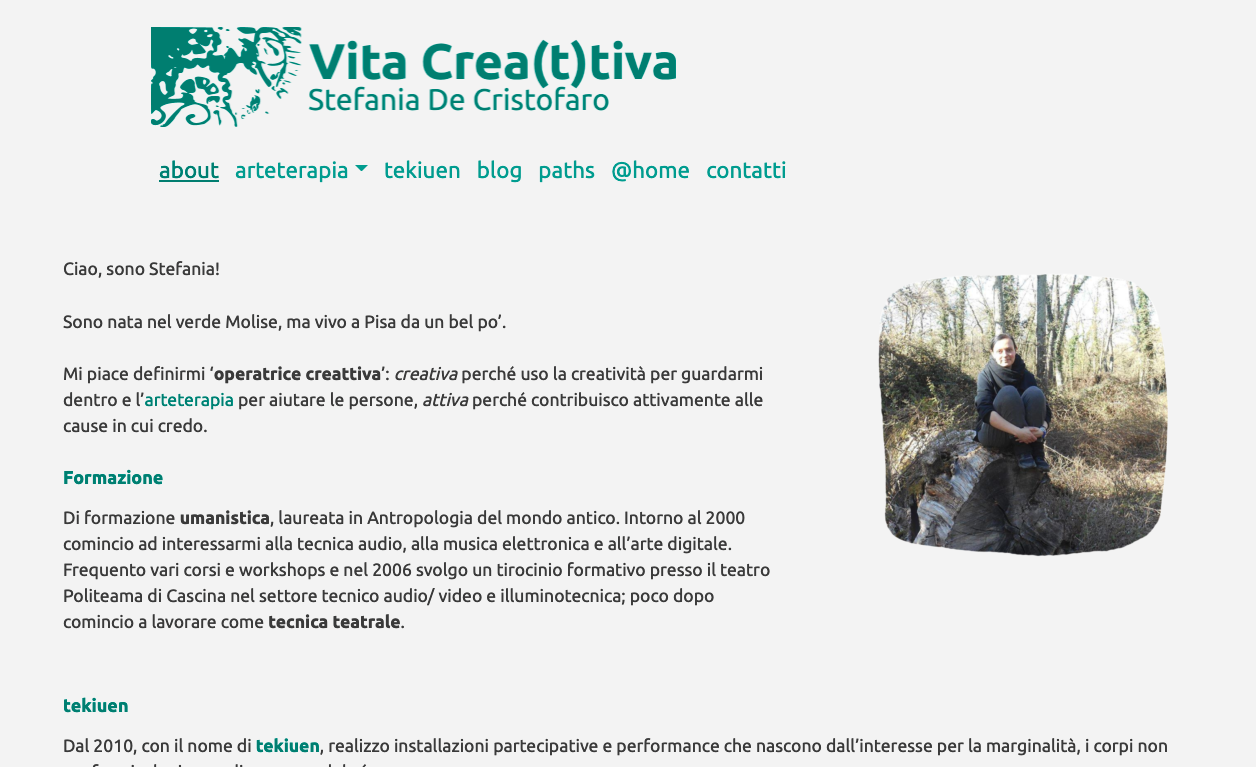 Vita Crea(t)tiva
Stefania De Cristofaro
about arteterapia tekiuen blog paths @home contatti
Ciao, sono Stefania!
Sono nata nel verde Molise, ma vivo a Pisa da un bel po’.
Mi piace definirmi ‘operatrice creattiva’: creativa perché uso la creatività per guardarmi
dentro e l’arteterapia per aiutare le persone, attiva perché contribuisco attivamente alle
cause in cui credo.
Formazione
Di formazione umanistica, laureata in Antropologia del mondo antico. Intorno al 2000
comincio ad interessarmi alla tecnica audio, alla musica elettronica e all’arte digitale.
Frequento vari corsi e workshops e nel 2006 svolgo un tirocinio formativo presso il teatro
Politeama di Cascina nel settore tecnico audio/ video e illuminotecnica; poco dopo
comincio a lavorare come tecnica teatrale.
tekiuen
Dal 2010, con il nome di tekiuen, realizzo installazioni partecipative e performance che nascono dall’interesse per la marginalità, i corpi non